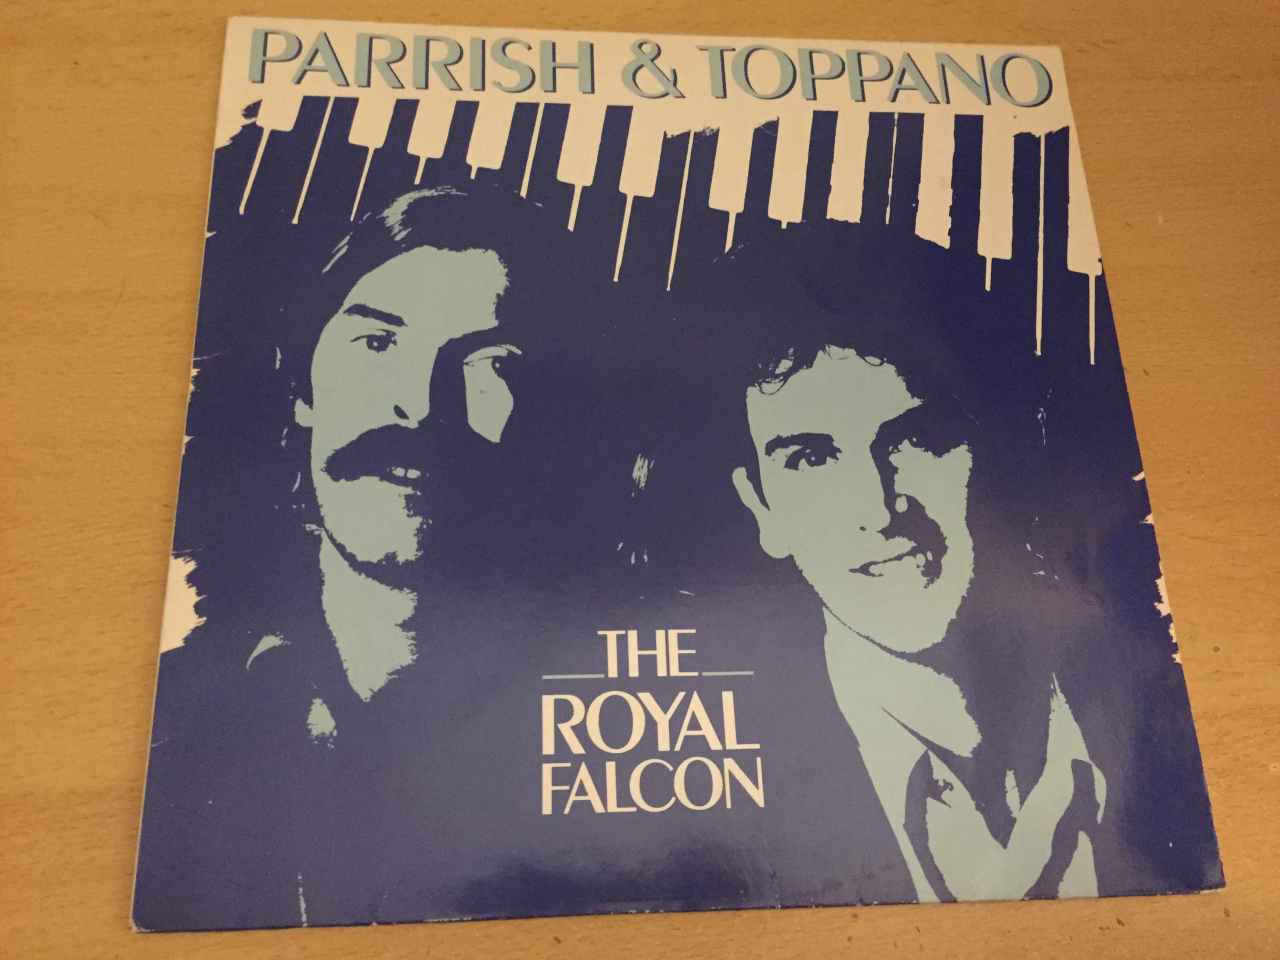 PARRISH & TOPPANO
THE
ROYAL
FALCON